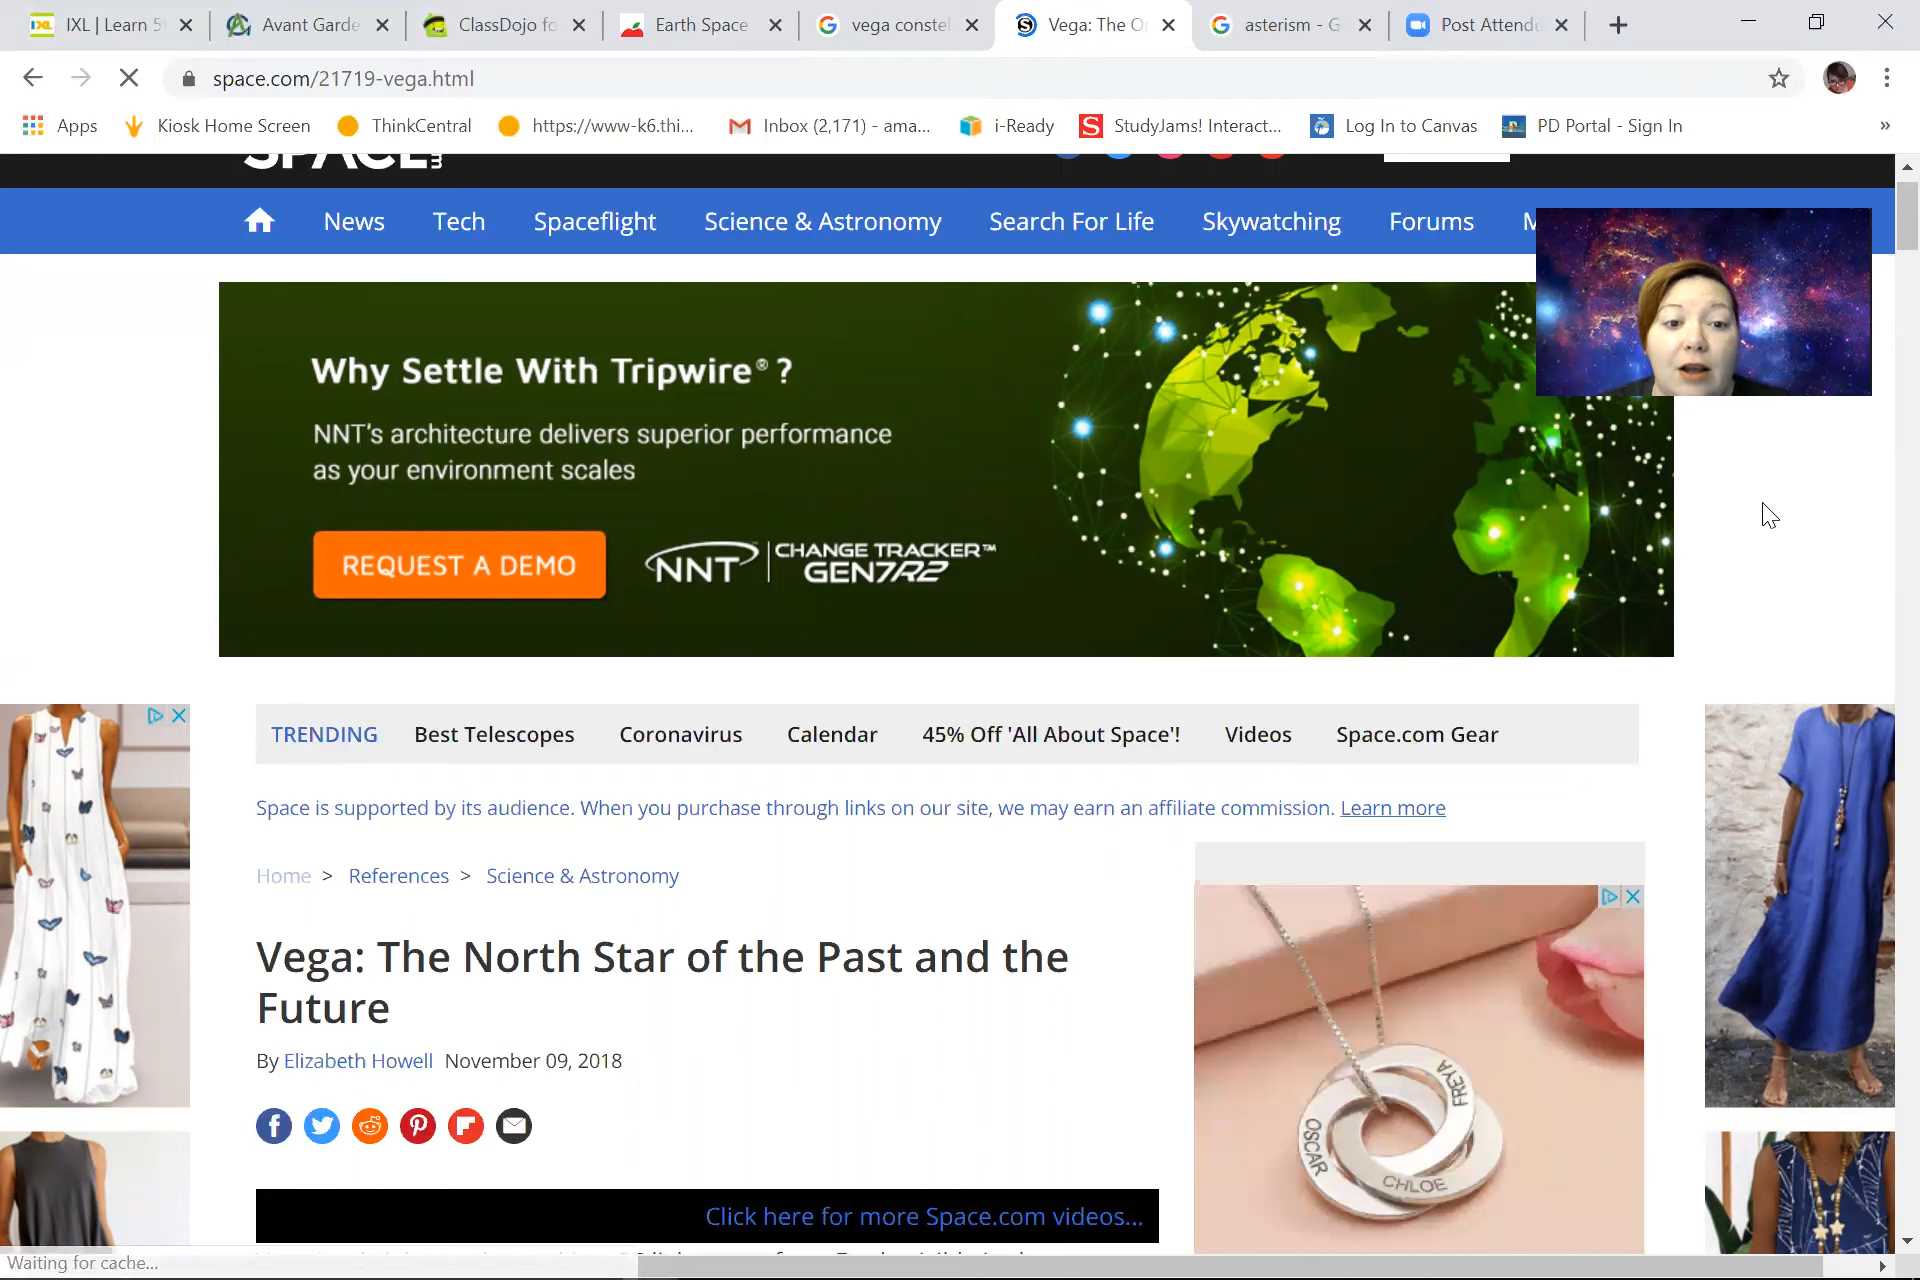 IXL | Learn 5
Avant Garde
ClassDojo fo
Earth Space
vega conste
Vega: The O
asterism - G
Post Attend
space.com/21719-vega.html
Apps
Kiosk Home Screen
ThinkCentral
https://www-k6.thi...
Inbox (2,171) - ama...
i-Ready
StudyJams! Interact...
Log In to Canvas
PD Portal - Sign In
»
SPACE
News
Tech
Spaceflight
Science & Astronomy
Search For Life
Skywatching
Forums
Why Settle With Tripwire® ?
NNT's architecture delivers superior performance
as your environment scales
REQUEST A DEMO
NNT
CHANGE TRACKER™
GEN7R2
TRENDING
Best Telescopes
Coronavirus
Calendar
45% Off 'All About Space'!
Videos
Space.com Gear
Space is supported by its audience. When you purchase through links on our site, we may earn an affiliate commission. Learn more
Home > References > Science & Astronomy
Vega: The North Star of the Past and the
Future
By Elizabeth Howell November 09, 2018
OSCAR
CHLOE
FREYA
Click here for more Space.com videos...
Waiting for cache...